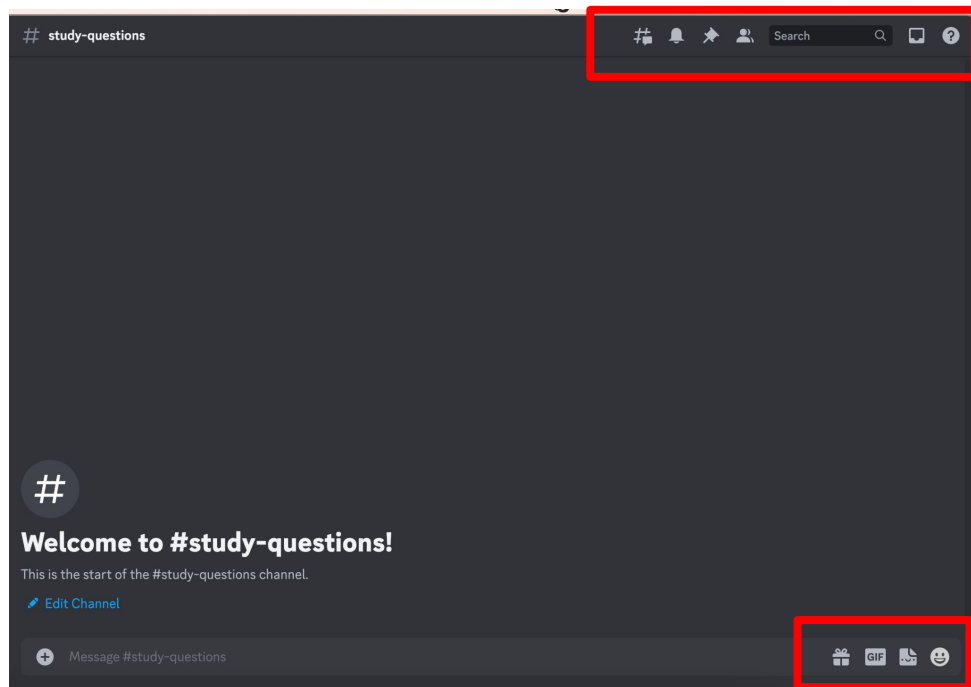 # study-questions
Search
#
Welcome to #study-questions!
This is the start of the #study-questions channel.
Edit Channel
Message #study-questions
GIF